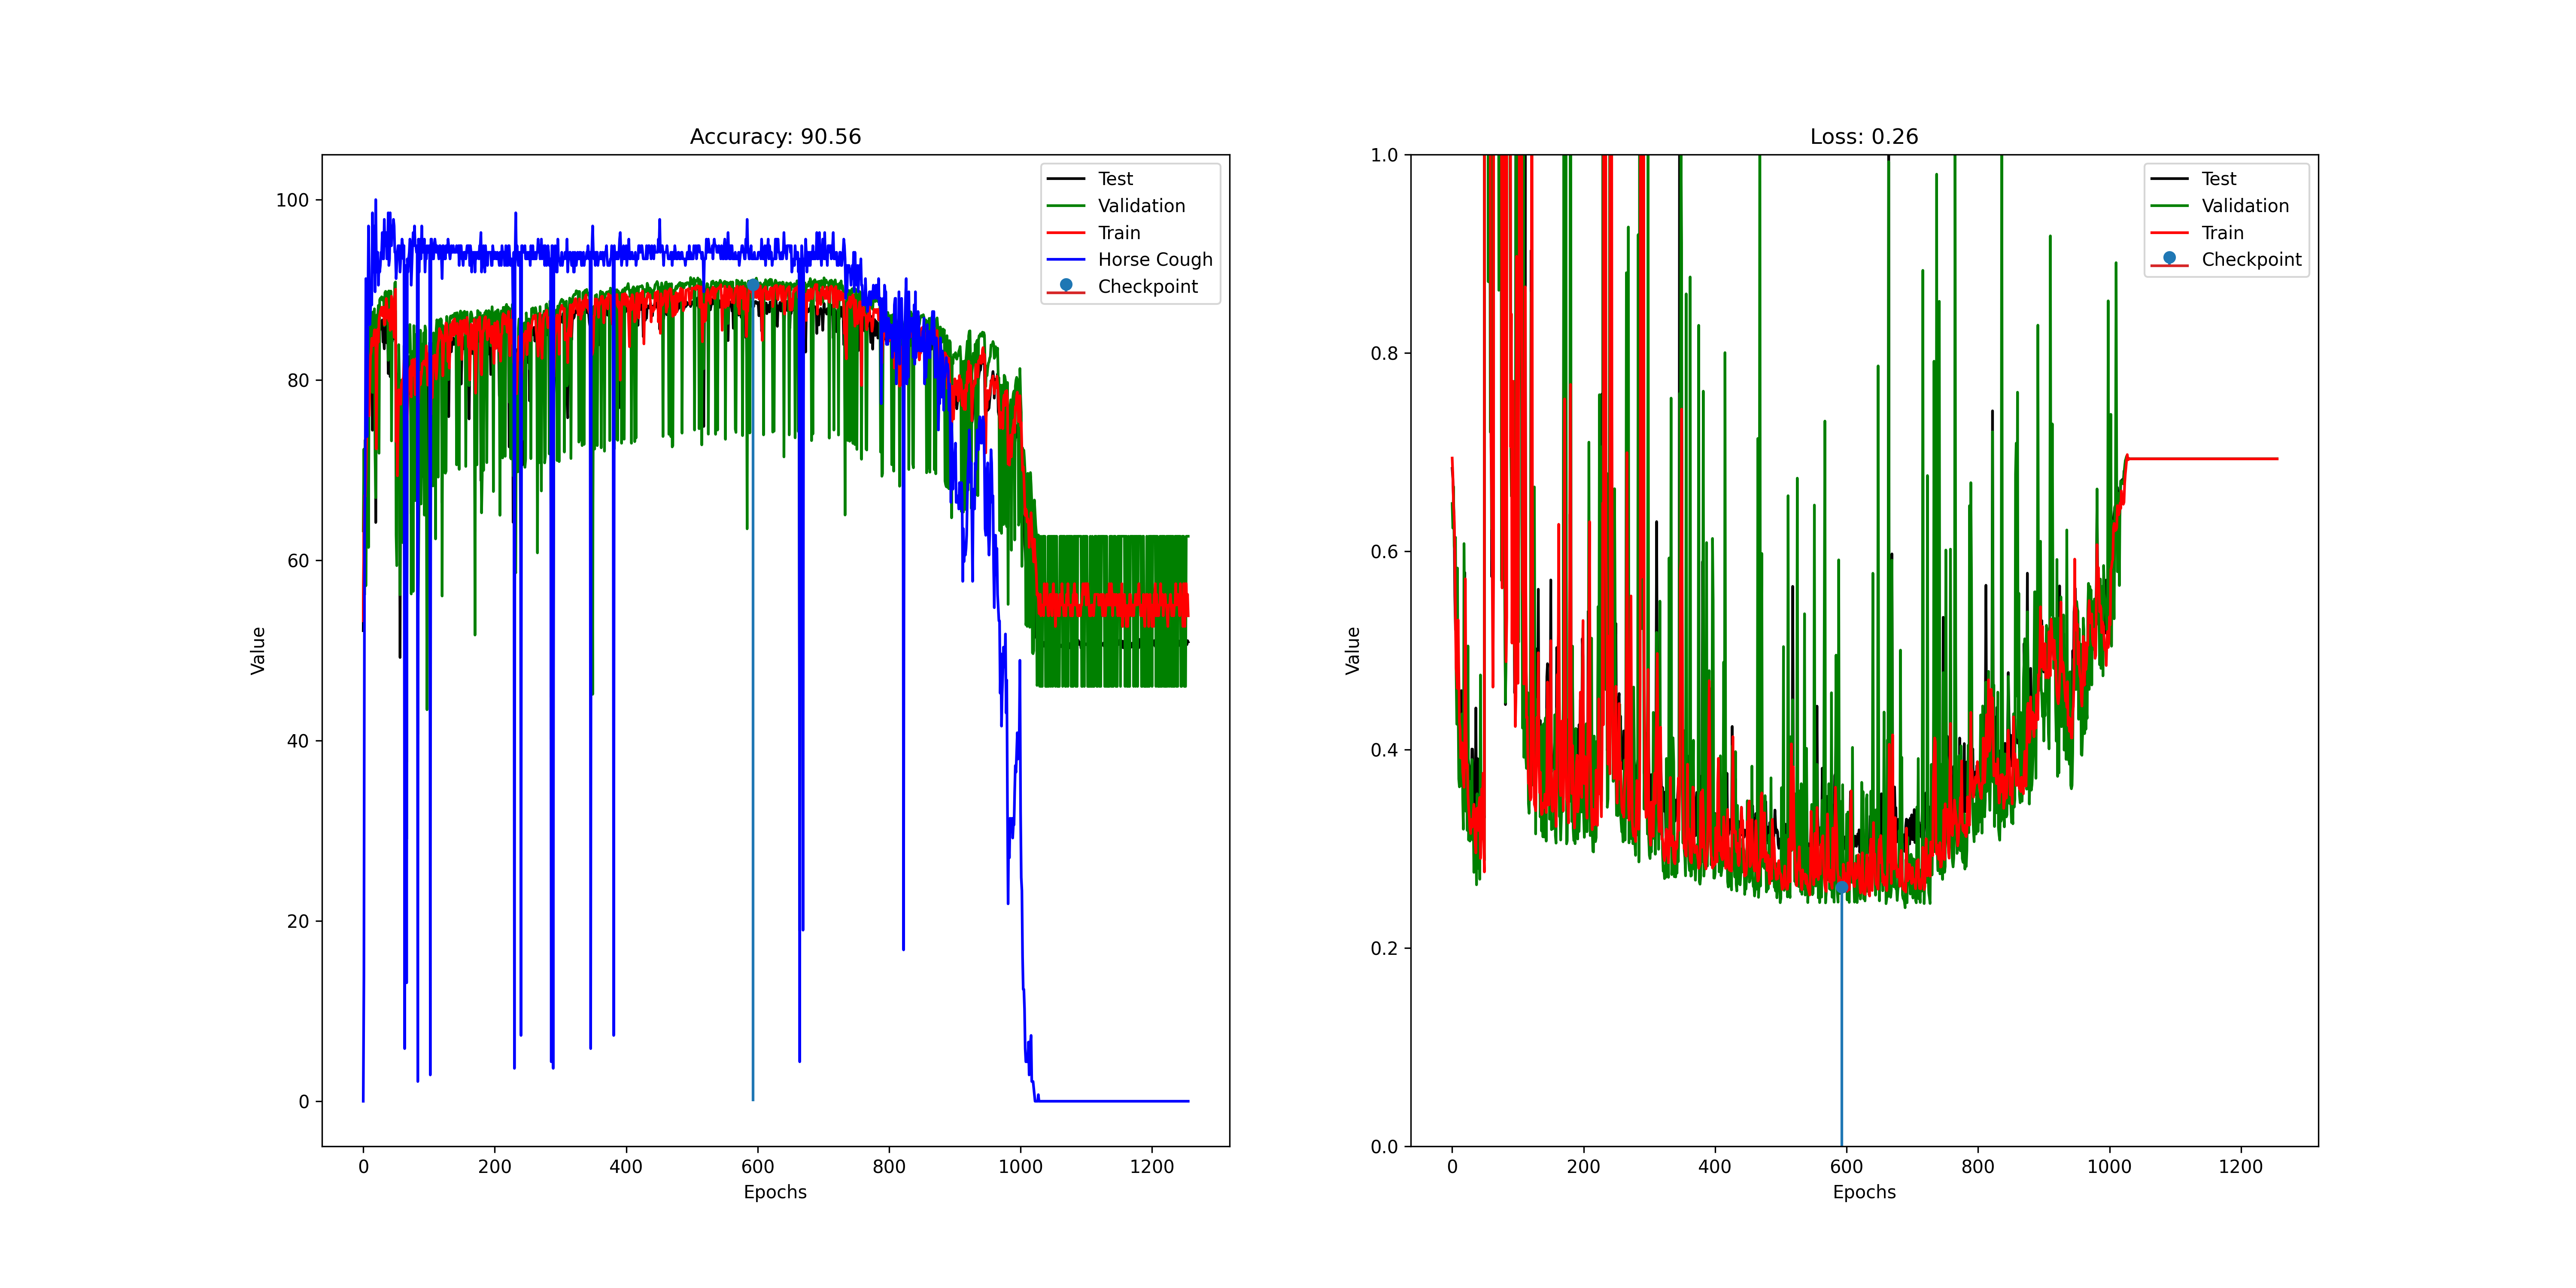 Accuracy: 90.56
Test
Validation
Train
Horse Cough
Checkpoint
100
80
60
40
20
0
Value
0 200 400 600 800 1000 1200
Epochs
Loss: 0.26
Test
Validation
Train
Checkpoint
1.0
0.8
0.6
0.4
0.2
0.0
Value
0 200 400 600 800 1000 1200
Epochs